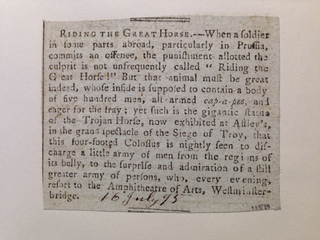 RIDING THE GREAT HORSE.—When a soldier
in some parts abroad, particularly in Prussia,
commits an offence, the punishment allotted the
culprit is not unfrequently called "Riding the
Great Horse!" But that animal must be great
indeed, whose inside is supposed to contain a body
of five hundred men, all armed cap-a-pee, and
eager for the fray; yet such is the gigantic statue
of the Trojan Horse, now exhibited at Astley's,
in the grand spectacle of the Siege of Troy, that
this four-footed Colossus is nightly seen to dis-
charge a little army of men from the regions of
its belly, to the surprise and admiration of a still
greater army of persons, who, every evening,
resort to the Amphitheatre of Arts, Westminster-
bridge. 16 July 95